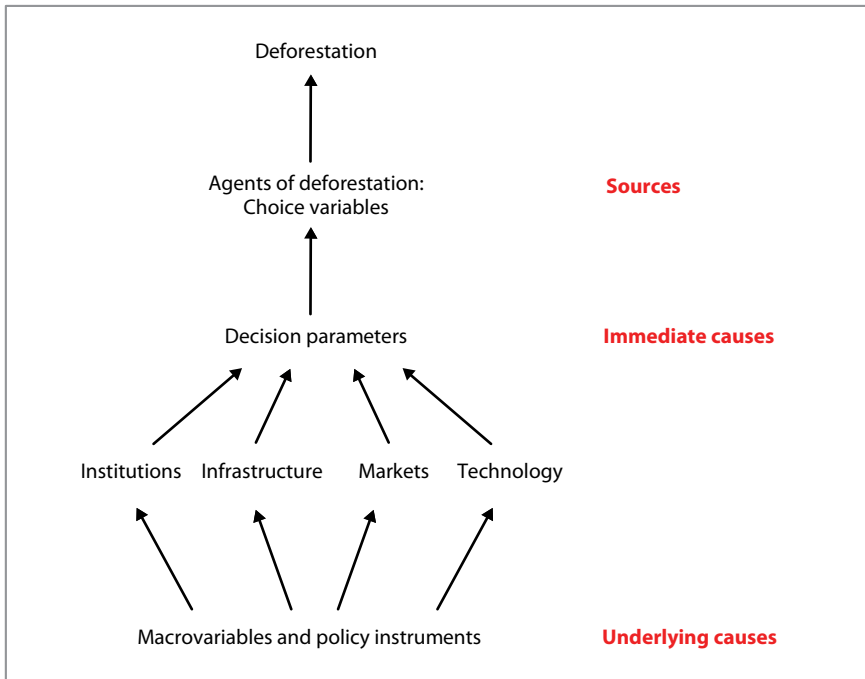 Deforestation
Agents of deforestation:
Choice variables
Sources
Decision parameters
Immediate causes
Institutions
Infrastructure
Markets
Technology
Macrovariables and policy instruments
Underlying causes